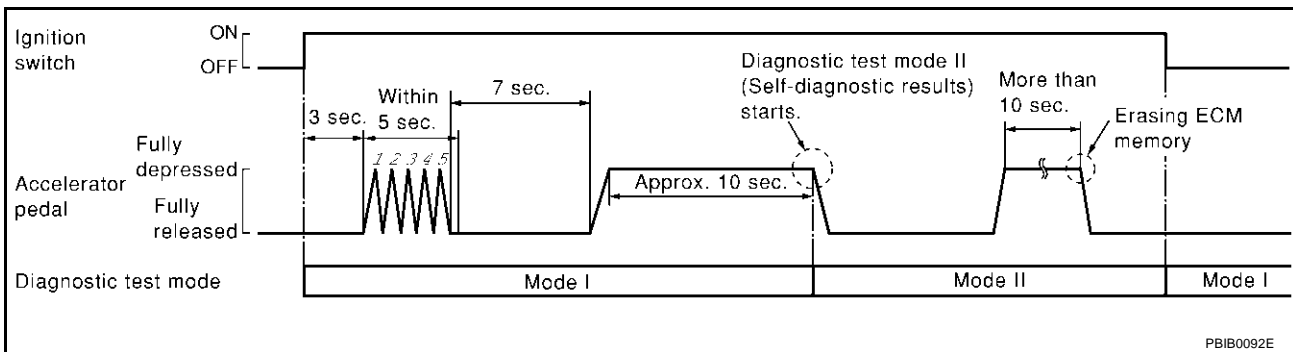 Ignition
switch
ON
OFF
Diagnostic test mode II
(Self-diagnostic results)
starts.
More than
10 sec.
Erasing ECM
memory
3 sec.
Within
5 sec.
7 sec.
1 2 3 4 5
Approx. 10 sec.
Accelerator
pedal
Fully
depressed
Fully
released
Diagnostic test mode
Mode I
Mode II
Mode I
PBIB0092E